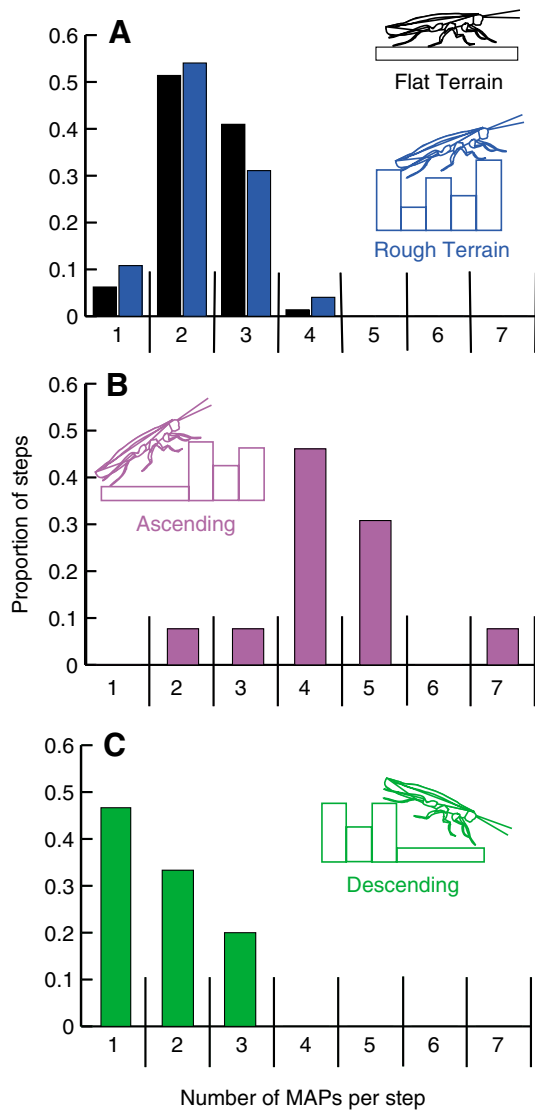 A
0.6
0.5
0.4
0.3
0.2
0.1
0
Flat Terrain
Rough Terrain
1 2 3 4 5 6 7
B
0.6
0.5
0.4
0.3
0.2
0.1
0
Ascending
Proportion of steps
1 2 3 4 5 6 7
C
0.6
0.5
0.4
0.3
0.2
0.1
0
Descending
1 2 3 4 5 6 7
Number of MAPs per step